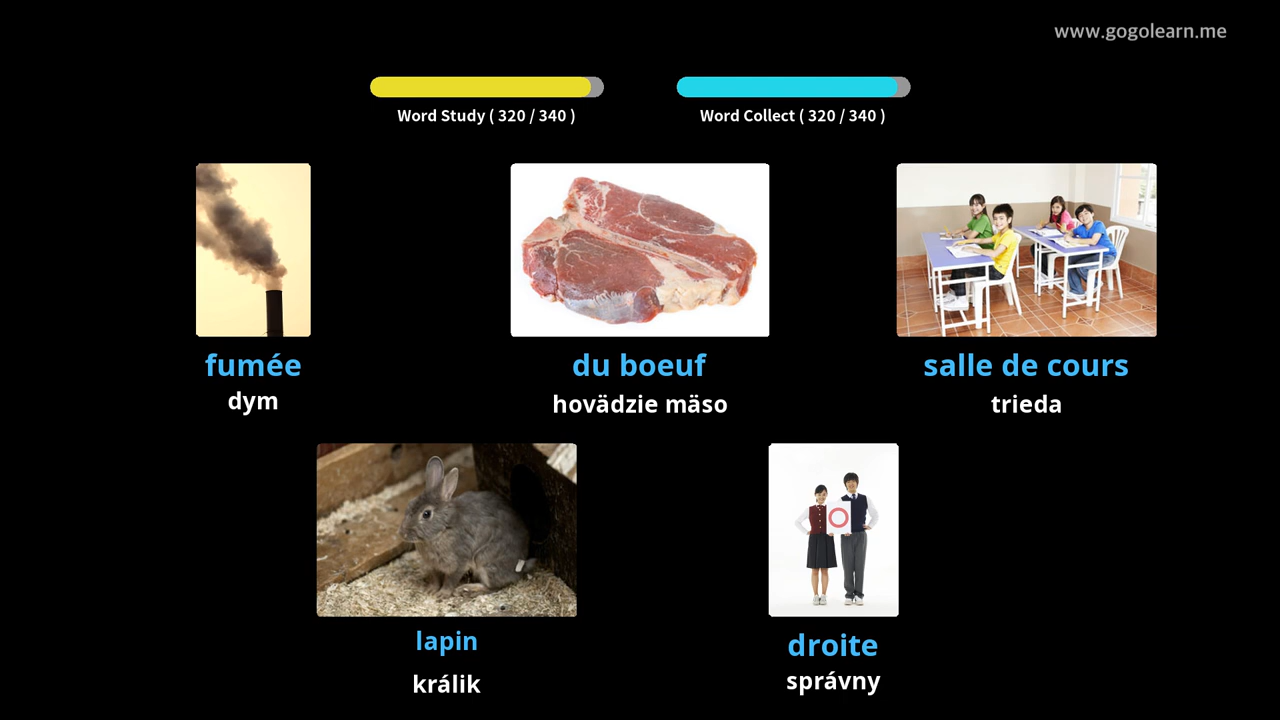 www.gogolearn.me
Word Study ( 320 / 340 )
Word Collect ( 320 / 340 )
fumée
dym
du boeuf
hovädzie mäso
salle de cours
trieda
lapin
králik
droite
správny